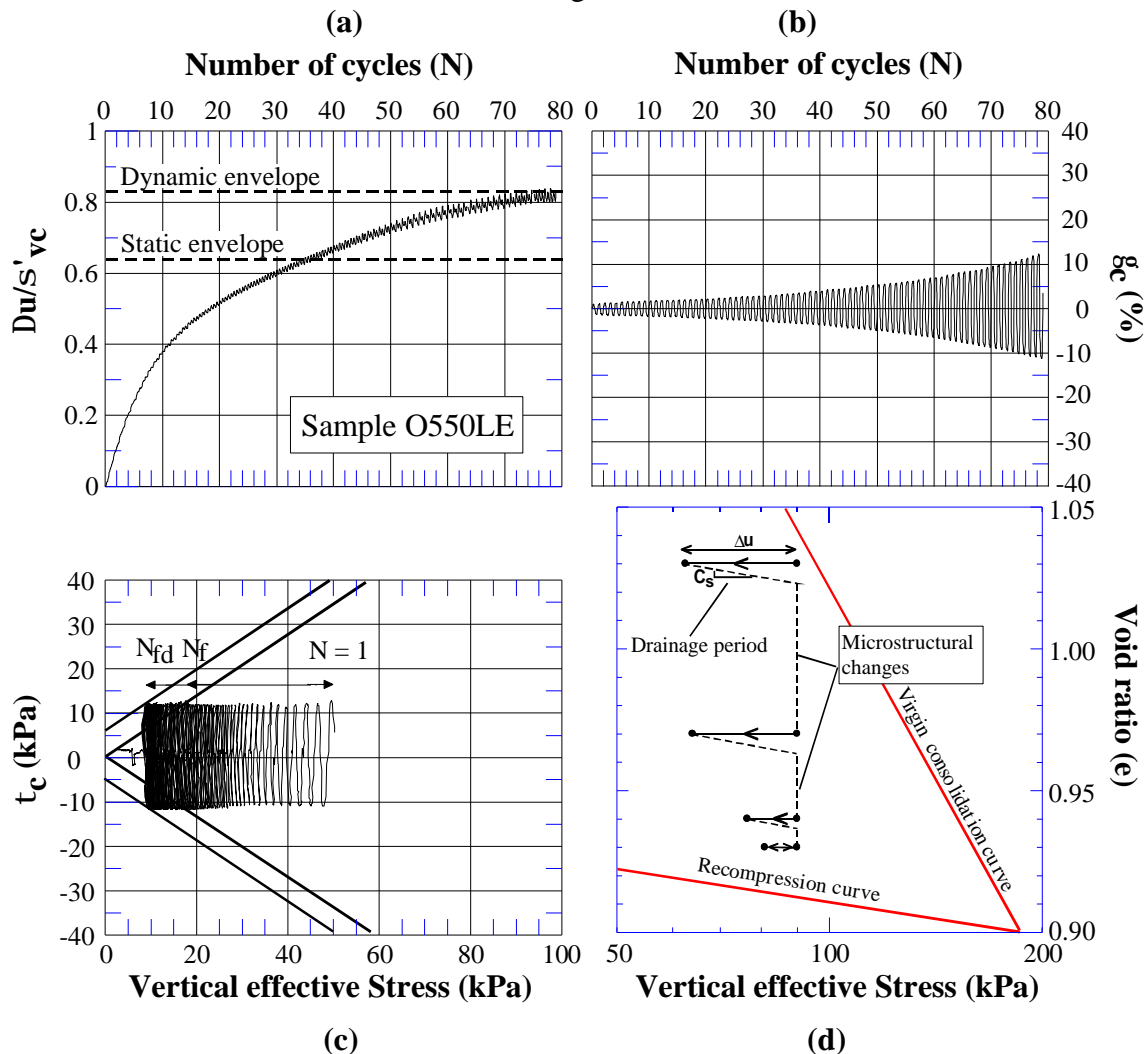 (a)
(b)
Number of cycles (N)
Number of cycles (N)
0 10 20 30 40 50 60 70 80
0 10 20 30 40 50 60 70 80
1
0.8
0.6
0.4
0.2
0
Du/s'vc
Dynamic envelope
Static envelope
Sample O550LE
40
30
20
10
0
-10
-20
-30
-40
gc (%)
40
30
20
10
0
-10
-20
-30
-40
tc (kPa)
Nfd Nf N = 1
0 20 40 60 80 100
Vertical effective Stress (kPa)
(c)
Δu
Cs
Drainage period
Microstructural
changes
Virgin consolidation curve
Recompression curve
1.05
1.00
0.95
0.90
Void ratio (e)
50 100 200
Vertical effective Stress (kPa)
(d)